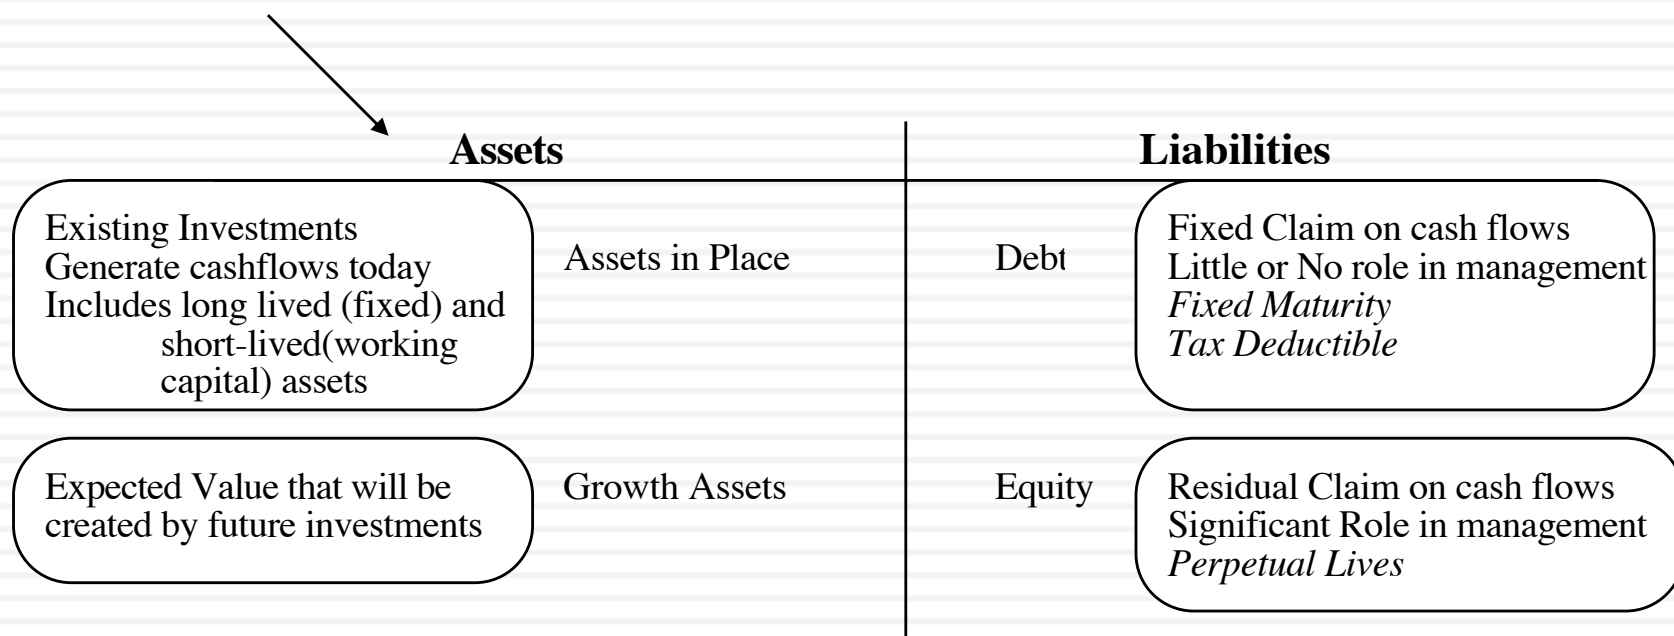 Assets
Liabilities
Existing Investments
Generate cashflows today
Includes long lived (fixed) and
short-lived(working
capital) assets
Assets in Place
Debt
Fixed Claim on cash flows
Little or No role in management
Fixed Maturity
Tax Deductible
Expected Value that will be
created by future investments
Growth Assets
Equity
Residual Claim on cash flows
Significant Role in management
Perpetual Lives